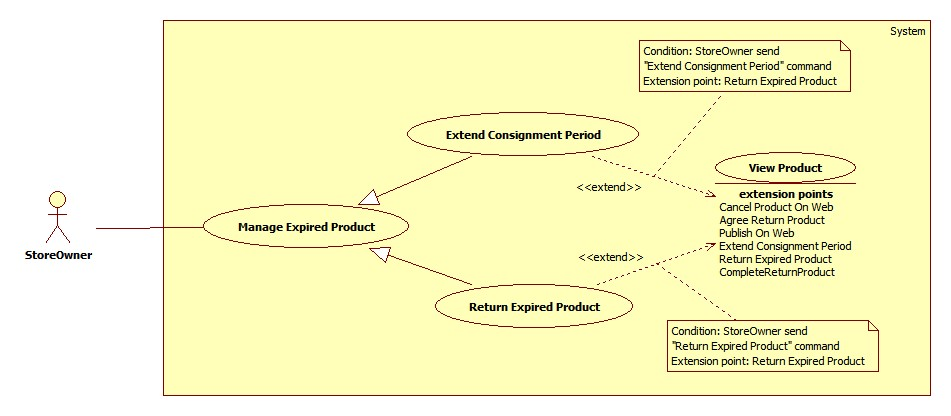 System
Condition: StoreOwner send
"Extend Consignment Period" command
Extension point: Return Expired Product
Extend Consignment Period
View Product
<<extend>>
extension points
Cancel Product On Web
Agree Return Product
Publish On Web
Extend Consignment Period
Return Expired Product
CompleteReturnProduct
Manage Expired Product
StoreOwner
<<extend>>
Return Expired Product
Condition: StoreOwner send
"Return Expired Product" command
Extension point: Return Expired Product